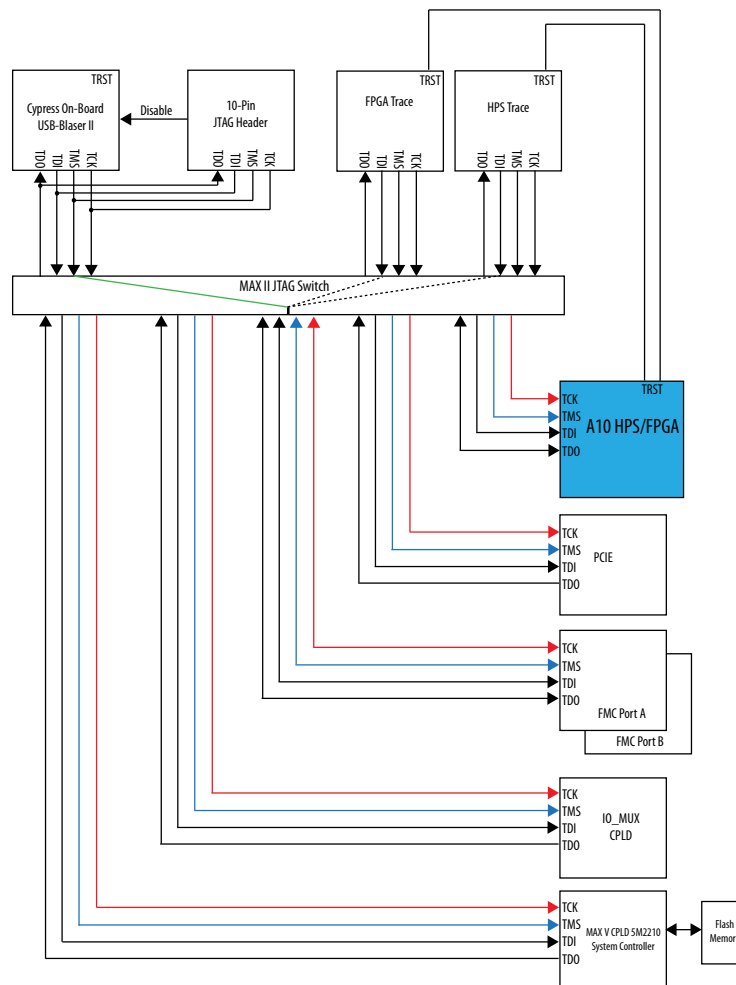 TRST
Cypress On-Board
USB-Blaser II
TDO
TDI
TMS
TCK
Disable
10-Pin
JTAG Header
TDO
TDI
TMS
TCK
TRST
FPGA Trace
TDO
TDI
TMS
TCK
TRST
HPS Trace
TDO
TDI
TMS
TCK
MAX II JTAG Switch
TRST
TCK
TMS
A10 HPS/FPGA
TDI
TDO
TCK
TMS
PCIE
TDI
TDO
TCK
TMS
TDI
TDO
FMC Port A
FMC Port B
TCK
TMS
IO_MUX
TDI
CPLD
TDO
TCK
TMS
MAX V CPLD 5M2210
TDI
System Controller
TDO
Flash
Memor